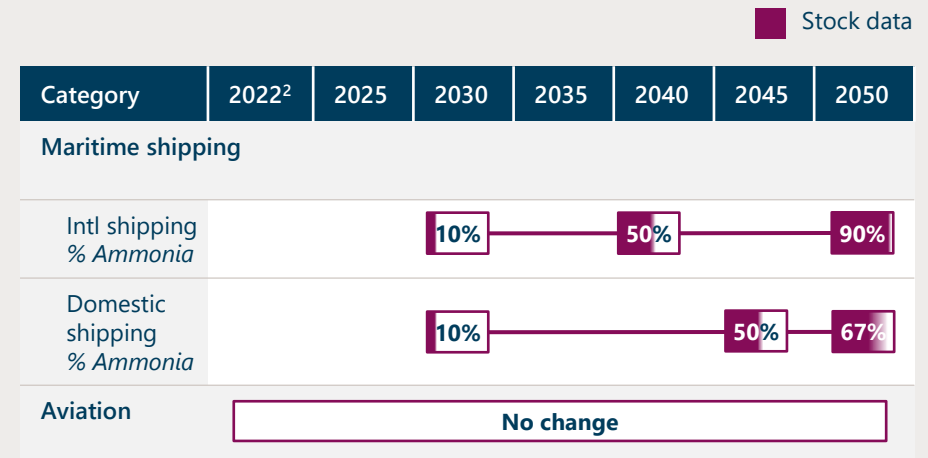 Stock data
Category 2022² 2025 2030 2035 2040 2045 2050
Maritime shipping
Intl shipping
% Ammonia
10% 50% 90%
Domestic
shipping
% Ammonia
10% 50% 67%
Aviation
No change